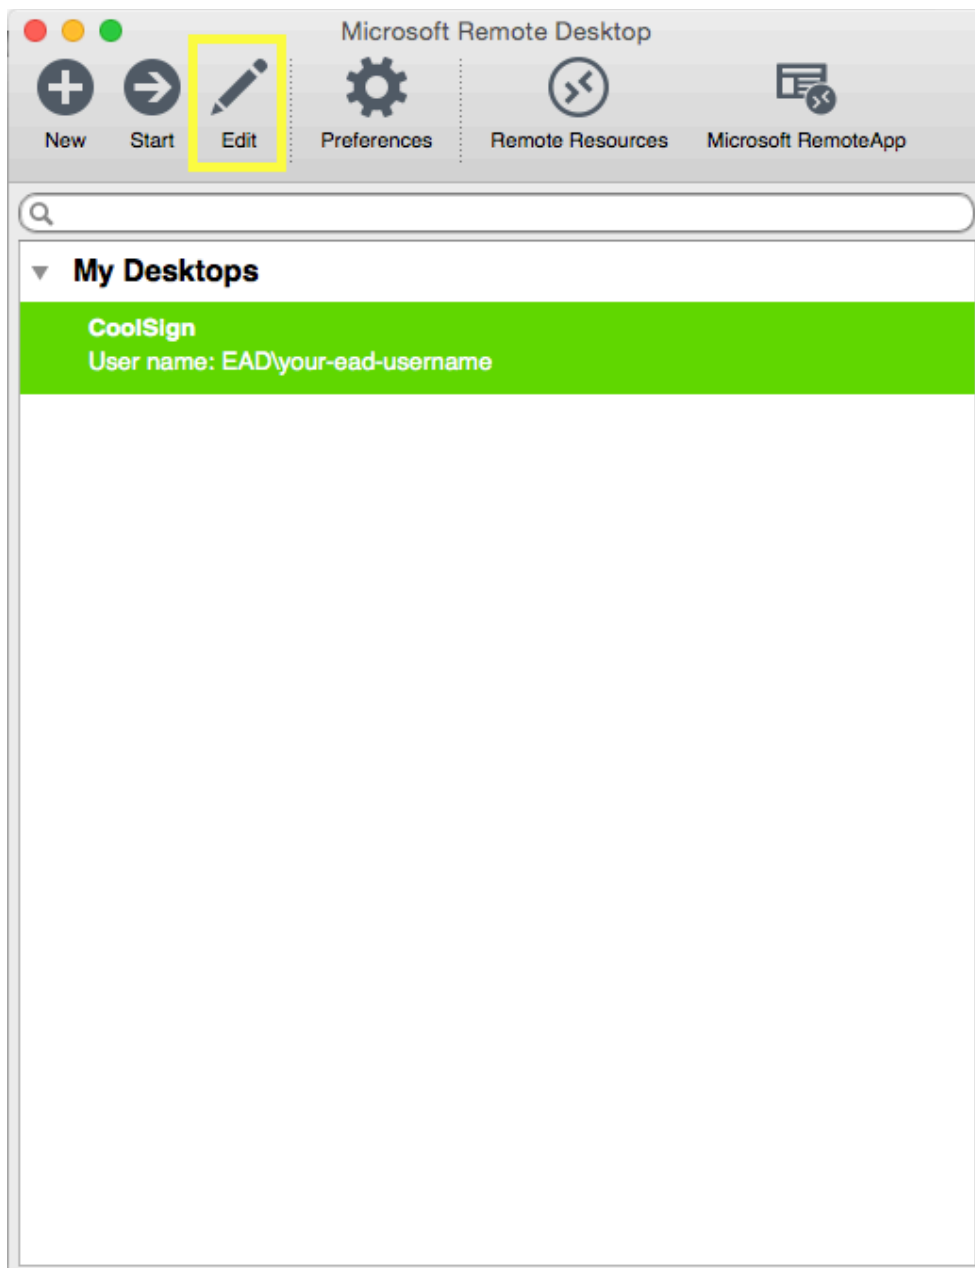 Microsoft Remote Desktop
New Start Edit Preferences Remote Resources Microsoft RemoteApp
My Desktops
CoolSign
User name: EAD\your-ead-username